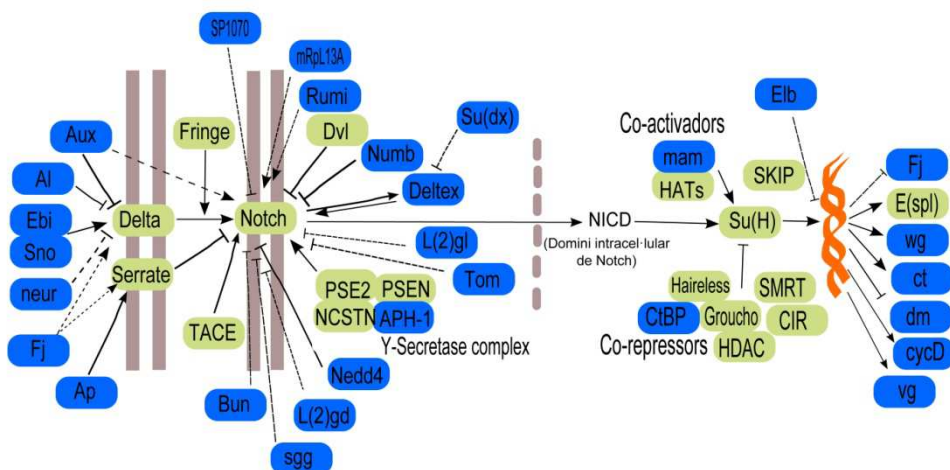 SP1070
mRpL13A
Rumi
Elb
Aux
Fringe
Dvl
Su(dx)
Co-activadors
Numb
mam
SKIP
Fj
Al
Deltex
HATs
E(spl)
Ebi
Delta
Notch
NICD
Su(H)
wg
Sno
L(2)gl
(Domini intracel·lular
de Notch)
ct
Serrate
Tom
neur
PSE2
PSEN
Haireless
SMRT
dm
TACE
NCSTN
APH-1
CtBP
Groucho
CIR
Fj
Y-Secretase complex
Co-repressors
HDAC
cycD
Nedd4
Ap
Bun
L(2)gd
vg
sgg